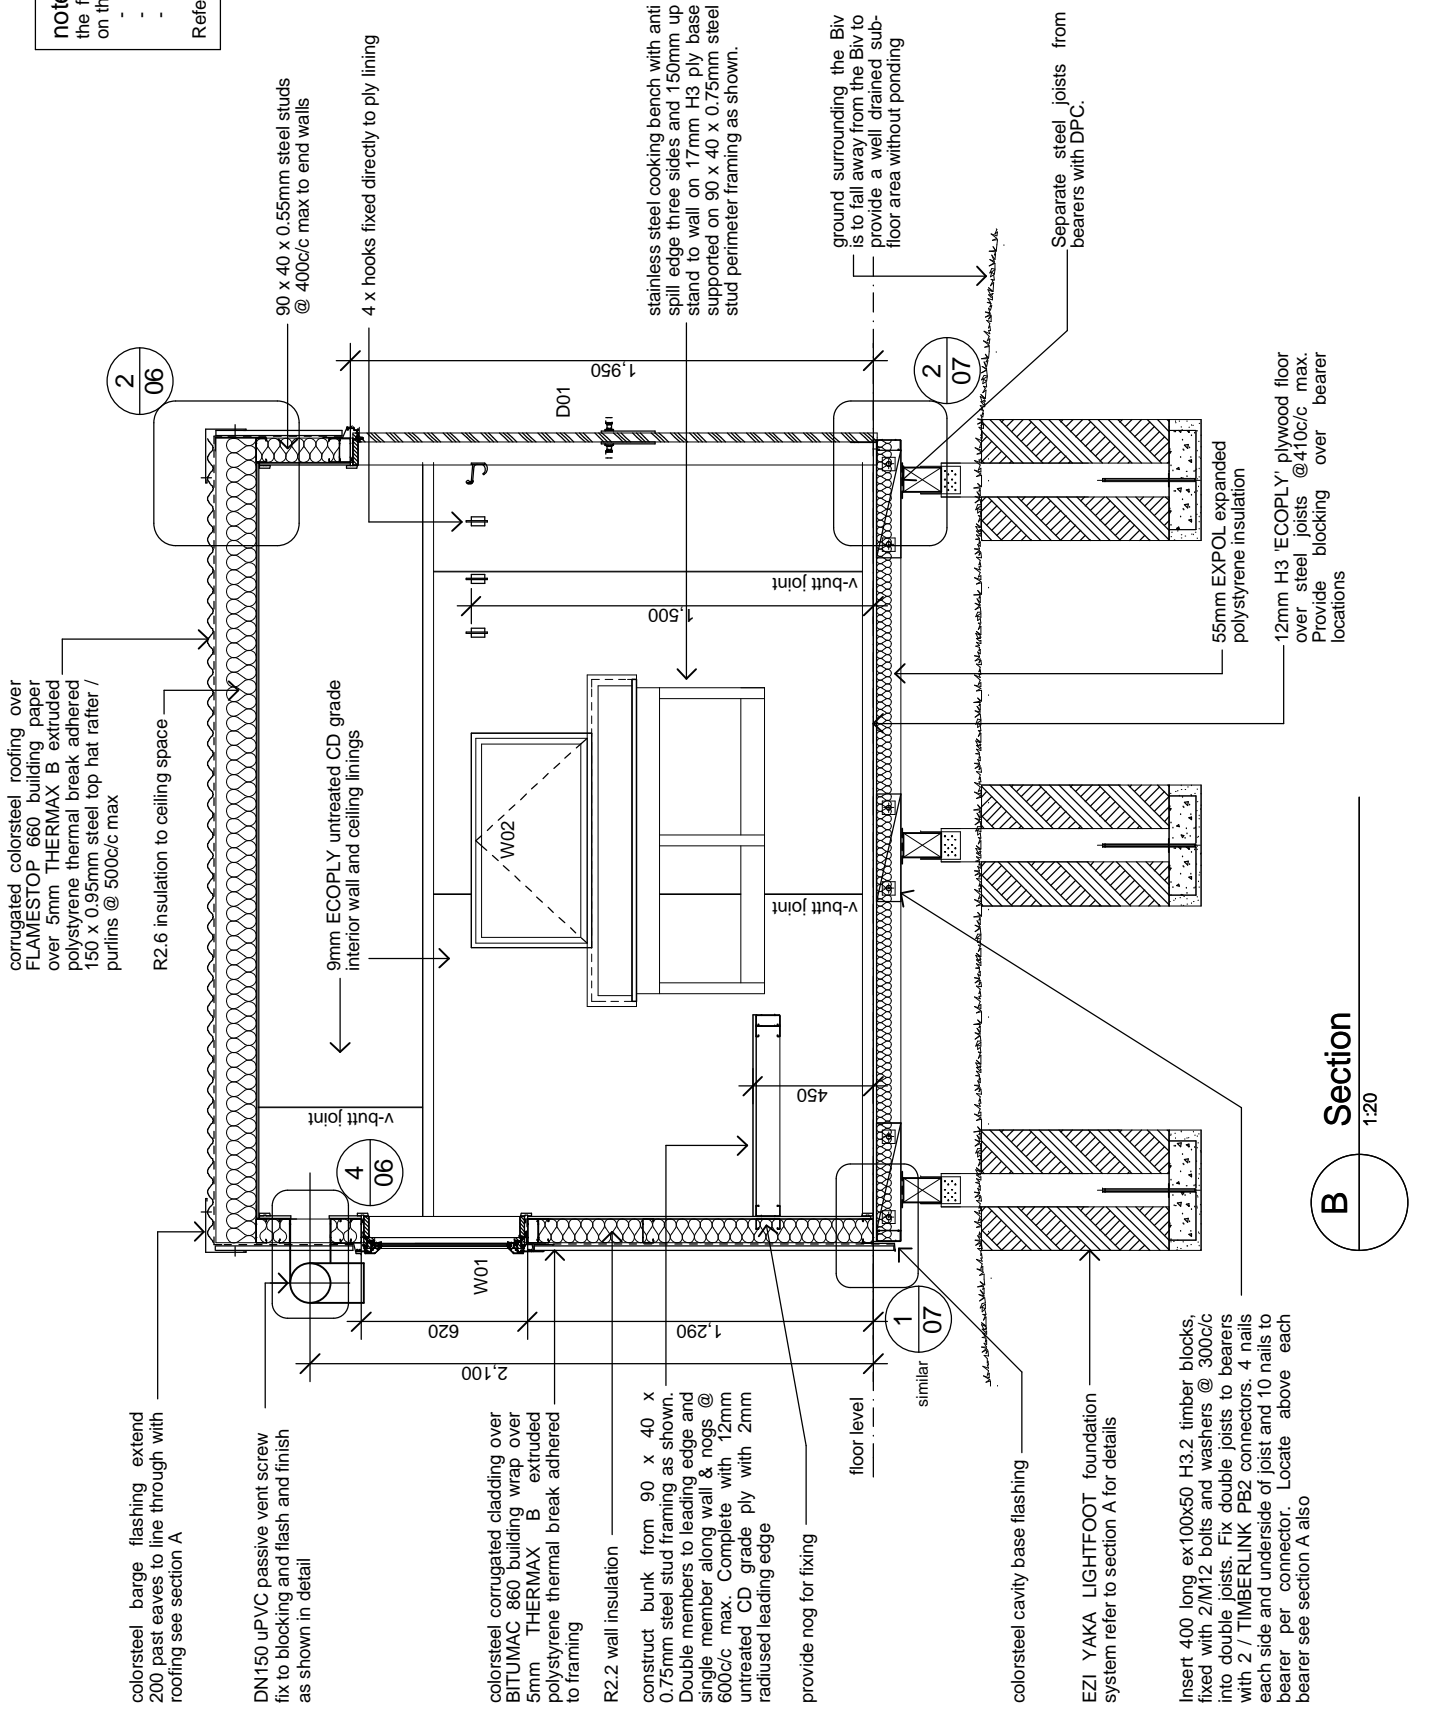 note
the f
on th
-
-
-
Refe
corrugated colorsteel roofing over
FLAMESTOP 660 building paper
over 5mm THERMAX B extruded
polystyrene thermal break adhered
150 x 0.95mm steel top hat rafter /
purlins @ 500c/c max
R2.6 insulation to ceiling space
9mm ECOPLY untreated CD grade
interior wall and ceiling linings
colorsteel barge flashing extend
200 past eaves to line through with
roofing see section A
DN150 uPVC passive vent screw
fix to blocking and flash and finish
as shown in detail
colorsteel corrugated cladding over
BITUMAC 860 building wrap over
5mm THERMAX B extruded
polystyrene thermal break adhered
to framing
R2.2 wall insulation
construct bunk from 90 x 40 x
0.75mm steel stud framing as shown.
Double members to leading edge and
single member along wall & nogs @
600c/c max. Complete with 12mm
untreated CD grade ply with 2mm
radiused leading edge
provide nog for fixing
floor level
similar
colorsteel cavity base flashing
EZI YAKA LIGHTFOOT foundation
system refer to section A for details
Insert 400 long ex100x50 H3.2 timber blocks,
fixed with 2/M12 bolts and washers @ 300c/c
into double joists. Fix double joists to bearers
with 2 / TIMBERLINK PB2 connectors. 4 nails
each side and underside of joist and 10 nails to
bearer per connector. Locate above each
bearer see section A also
90 x 40 x 0.55mm steel studs
@ 400c/c max to end walls
4 x hooks fixed directly to ply lining
stainless steel cooking bench with anti
spill edge three sides and 150mm up
stand to wall on 17mm H3 ply base
supported on 90 x 40 x 0.75mm steel
stud perimeter framing as shown.
ground surrounding the Biv
is to fall away from the Biv to
provide a well drained sub-
floor area without ponding
Separate steel joists from
bearers with DPC.
55mm EXPOL expanded
polystyrene insulation
12mm H3 'ECOPLY' plywood floor
over steel joists @410c/c max.
Provide blocking over bearer
locations
2
06
4
06
1
07
2
07
W01
W02
D01
v-butt joint
v-butt joint
v-butt joint
2,100
620
1,290
450
1,500
1,950
B
Section
1:20